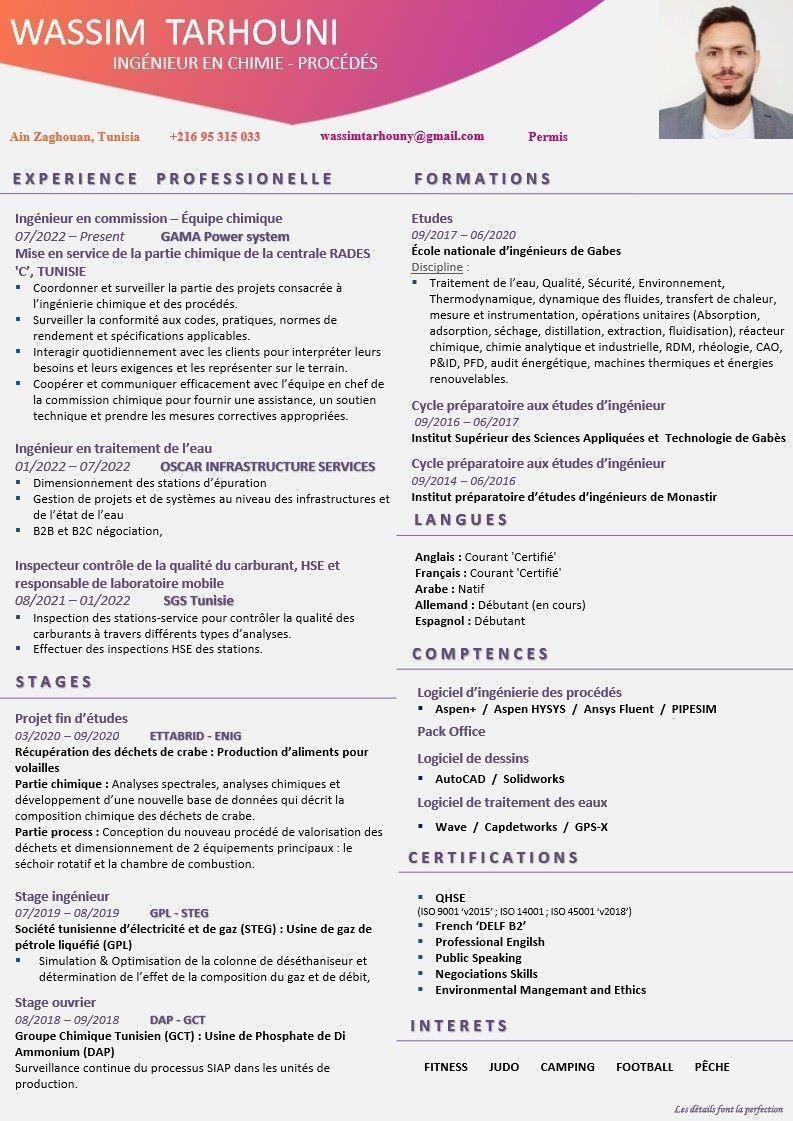 WASSIM TARHOUNI
INGÉNIEUR EN CHIMIE - PROCÉDÉS
Ain Zaghouan, Tunisia +216 95 315 033 wassimtarhouny@gmail.com Permis
EXPERIENCE PROFESSIONELLE
Ingénieur en commission – Équipe chimique
07/2022 – Present GAMA Power system
Mise en service de la partie chimique de la centrale RADES
'C’, TUNISIE
▪ Coordonner et surveiller la partie des projets consacrée à
l’ingénierie chimique et des procédés.
▪ Surveiller la conformité aux codes, pratiques, normes de
rendement et spécifications applicables.
▪ Interagir quotidiennement avec les clients pour interpréter leurs
besoins et leurs exigences et les représenter sur le terrain.
▪ Coopérer et communiquer efficacement avec l’équipe en chef de
la commission chimique pour fournir une assistance, un soutien
technique et prendre les mesures correctives appropriées.
Ingénieur en traitement de l’eau
01/2022 – 07/2022 OSCAR INFRASTRUCTURE SERVICES
▪ Dimensionnement des stations d’épuration
▪ Gestion de projets et de systèmes au niveau des infrastructures et
de l’état de l’eau
▪ B2B et B2C négociation,
Inspecteur contrôle de la qualité du carburant, HSE et
responsable de laboratoire mobile
08/2021 – 01/2022 SGS Tunisie
▪ Inspection des stations-service pour contrôler la qualité des
carburants à travers différents types d’analyses.
▪ Effectuer des inspections HSE des stations.
STAGES
Projet fin d’études
03/2020 – 09/2020 ETTABRID - ENIG
Récupération des déchets de crabe : Production d’aliments pour
volailles
Partie chimique : Analyses spectrales, analyses chimiques et
développement d’une nouvelle base de données qui décrit la
composition chimique des déchets de crabe.
Partie process : Conception du nouveau procédé de valorisation des
déchets et dimensionnement de 2 équipements principaux : le
séchoir rotatif et la chambre de combustion.
Stage ingénieur
07/2019 – 08/2019 GPL - STEG
Société tunisienne d’électricité et de gaz (STEG) : Usine de gaz de
pétrole liquéfié (GPL)
▪ Simulation & Optimisation de la colonne de déséthaniseur et
détermination de l’effet de la composition du gaz et de débit,
Stage ouvrier
08/2018 – 09/2018 DAP - GCT
Groupe Chimique Tunisien (GCT) : Usine de Phosphate de Di
Ammonium (DAP)
Surveillance continue du processus SIAP dans les unités de
production.
FORMATIONS
Etudes
09/2017 – 06/2020
École nationale d’ingénieurs de Gabes
Discipline :
▪ Traitement de l’eau, Qualité, Sécurité, Environnement,
Thermodynamique, dynamique des fluides, transfert de chaleur,
mesure et instrumentation, opérations unitaires (Absorption,
adsorption, séchage, distillation, extraction, fluidisation), réacteur
chimique, chimie analytique et industrielle, RDM, rhéologie, CAO,
P&ID, PFD, audit énergétique, machines thermiques et énergies
renouvelables.
Cycle préparatoire aux études d’ingénieur
09/2016 – 06/2017
Institut Supérieur des Sciences Appliquées et Technologie de Gabès
Cycle préparatoire aux études d’ingénieur
09/2014 – 06/2016
Institut préparatoire d’études d’ingénieurs de Monastir
LANGUES
Anglais : Courant 'Certifié'
Français : Courant 'Certifié'
Arabe : Natif
Allemand : Débutant (en cours)
Espagnol : Débutant
COMPTENCES
Logiciel d’ingénierie des procédés
▪ Aspen+ / Aspen HYSYS / Ansys Fluent / PIPESIM
Pack Office
Logiciel de dessins
▪ AutoCAD / Solidworks
Logiciel de traitement des eaux
▪ Wave / Capdetworks / GPS-X
CERTIFICATIONS
▪ QHSE
(ISO 9001 ‘v2015’ ; ISO 14001 ; ISO 45001 ‘v2018’)
▪ French ‘DELF B2’
▪ Professional Engilsh
▪ Public Speaking
▪ Negociations Skills
▪ Environmental Mangemant and Ethics
INTERETS
FITNESS JUDO CAMPING FOOTBALL PÊCHE
Les détails font la perfection